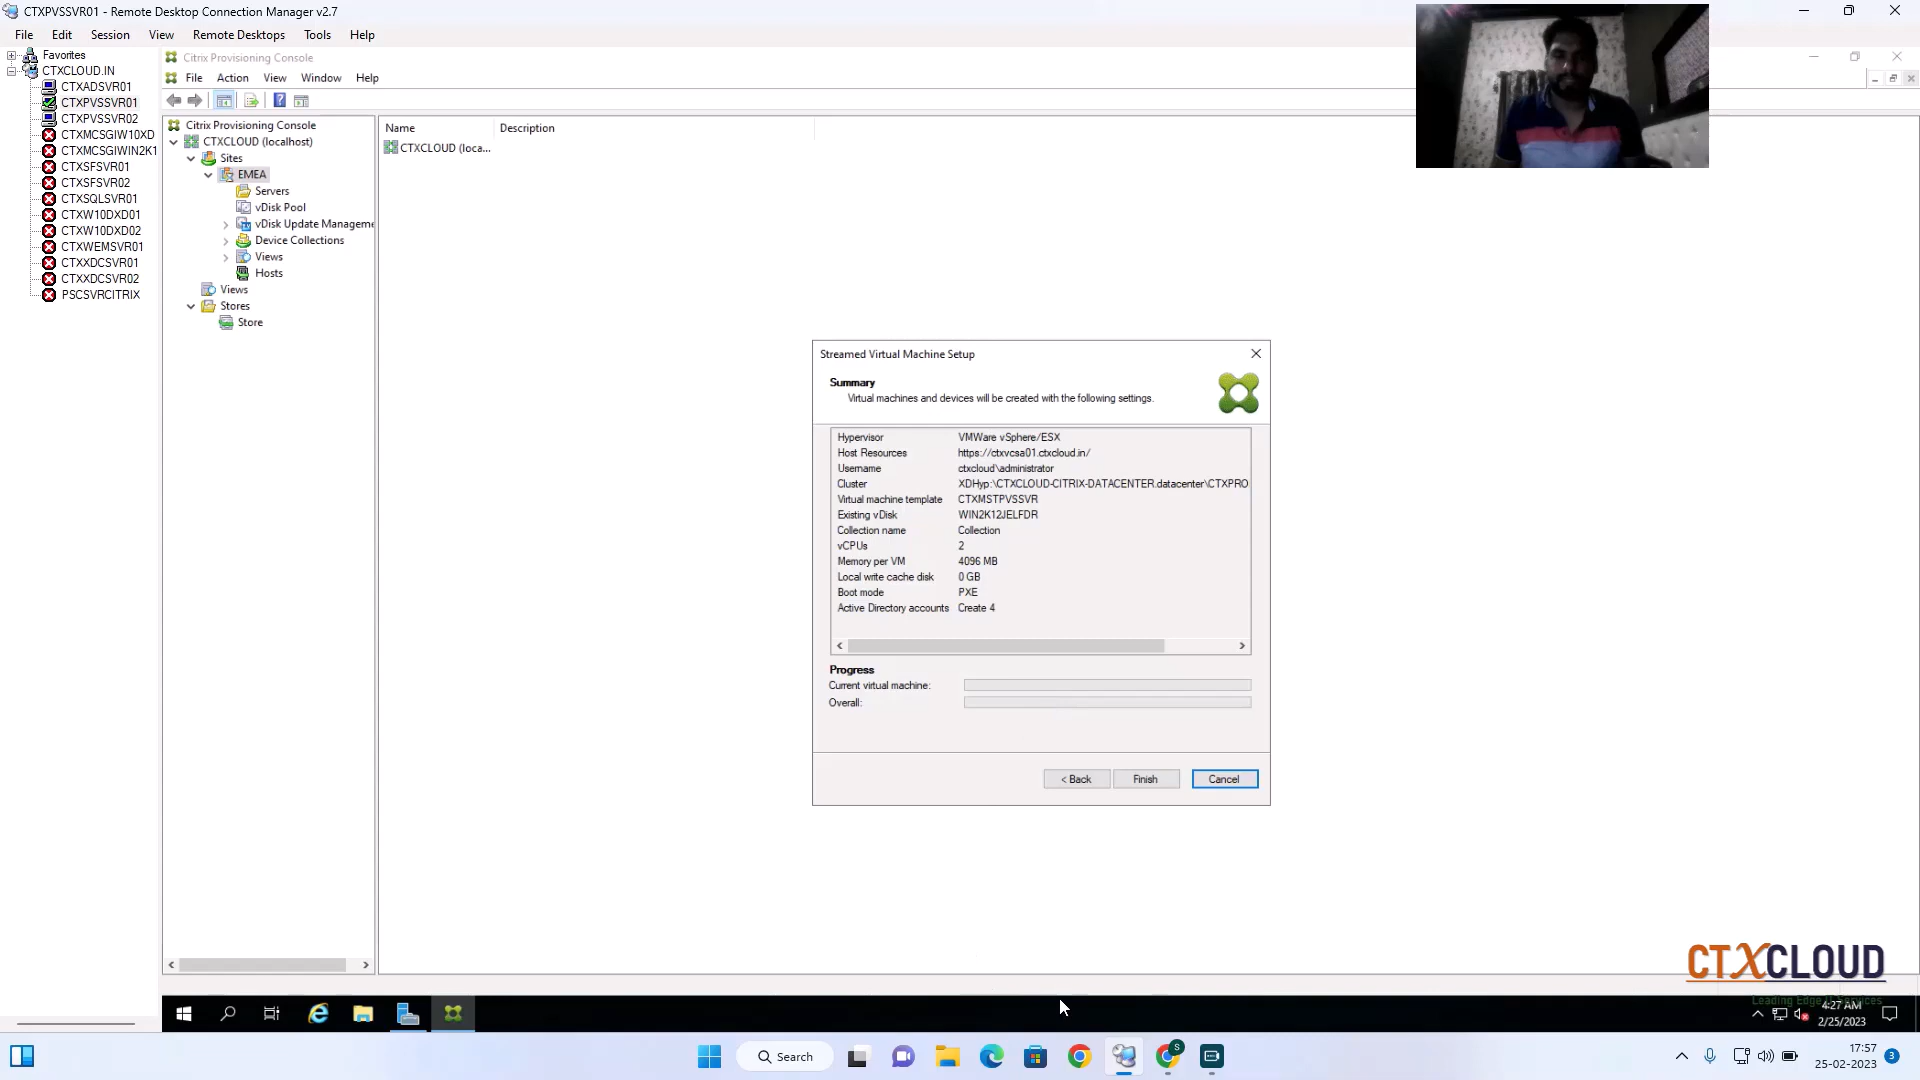 CTXPVSSVR01 - Remote Desktop Connection Manager v2.7
File Edit Session View Remote Desktops Tools Help
Favorites
CTXCLOUD.IN
CTXADSVR01
CTXPVSSVR01
CTXPVSSVR02
CTXMCSGIW10XD
CTXMCSGIWIN2K1
CTXSFSVR01
CTXSFSVR02
CTXSQLSVR01
CTXW10DXD01
CTXW10DXD02
CTXWEMSVR01
CTXXDCSVR01
CTXXDCSVR02
PSCSVRCITRIX
Citrix Provisioning Console
File Action View Window Help
Citrix Provisioning Console
CTXCLOUD (localhost)
Sites
EMEA
Servers
vDisk Pool
vDisk Update Manageme
Device Collections
Views
Hosts
Views
Stores
Store
Name Description
CTXCLOUD (loca...
Streamed Virtual Machine Setup
Summary
Virtual machines and devices will be created with the following settings.
Hypervisor VMWare vSphere/ESX
Host Resources https://ctxvcsa01.ctxcloud.in/
Username ctxcloud\administrator
Cluster XDHyp:\CTXCLOUD-CITRIX-DATACENTER.datacenter\CTXPRO
Virtual machine template CTXMSTPVSSVR
Existing vDisk WIN2K12JELFDR
Collection name Collection
vCPUs 2
Memory per VM 4096 MB
Local write cache disk 0 GB
Boot mode PXE
Active Directory accounts Create 4
Progress
Current virtual machine:
Overall:
< Back Finish Cancel
CTXCLOUD
Leading Edge IT Services
4:27 AM
2/25/2023
Search
S
17:57
25-02-2023
3